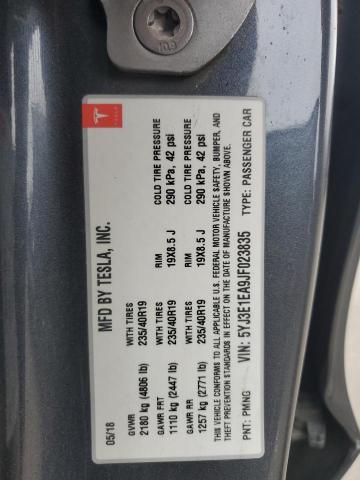 10.9
TESLA
MFD BY TESLA, INC.
05/18
GVWR
2180 kg (4806 lb)
GAWR FRT WITH TIRES RIM COLD TIRE PRESSURE
1110 kg (2447 lb) 235/40R19 19X8.5 J 290 kPa, 42 psi
GAWR RR WITH TIRES RIM COLD TIRE PRESSURE
1257 kg (2771 lb) 235/40R19 19X8.5 J 290 kPa, 42 psi
THIS VEHICLE CONFORMS TO ALL APPLICABLE U.S. FEDERAL MOTOR VEHICLE SAFETY, BUMPER, AND
THEFT PREVENTION STANDARDS IN EFFECT ON THE DATE OF MANUFACTURE SHOWN ABOVE.
VIN: 5YJ3E1EA9JF023835
PNT: PMNG TYPE: PASSENGER CAR